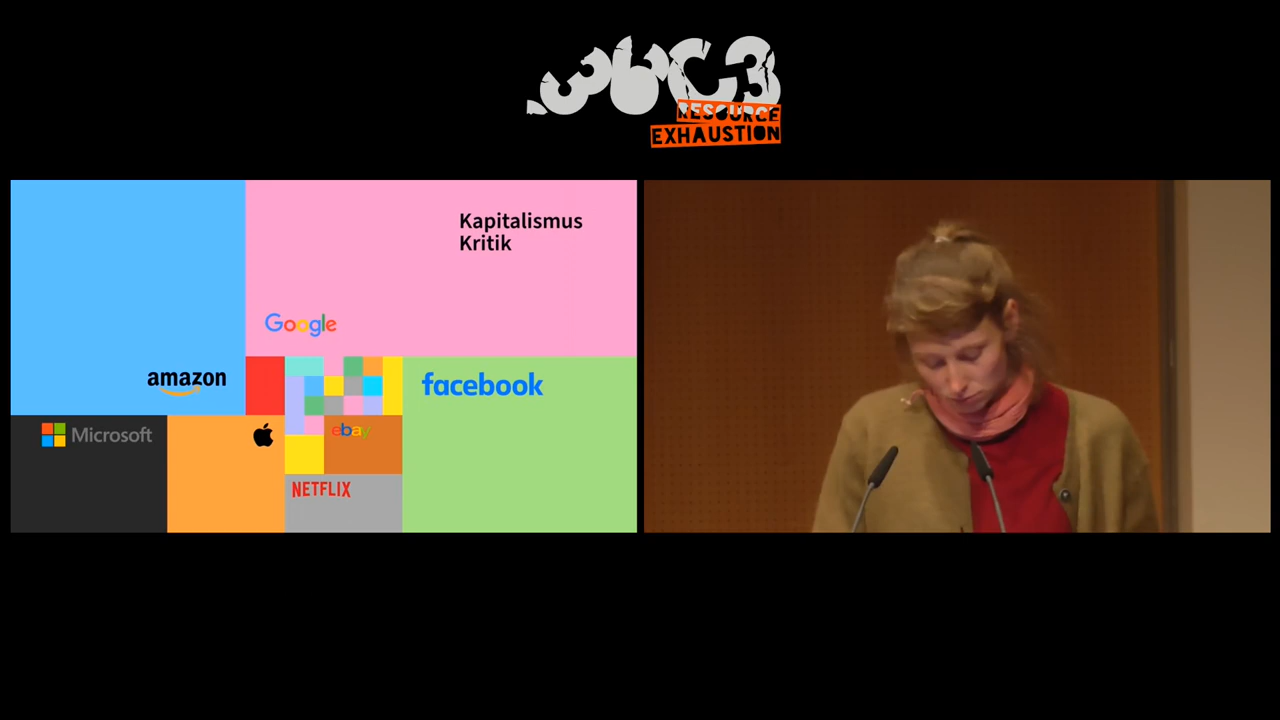 36C3
RESOURCE
EXHAUSTION
Kapitalismus
Kritik
Google
amazon
facebook
Microsoft
ebay
NETFLIX